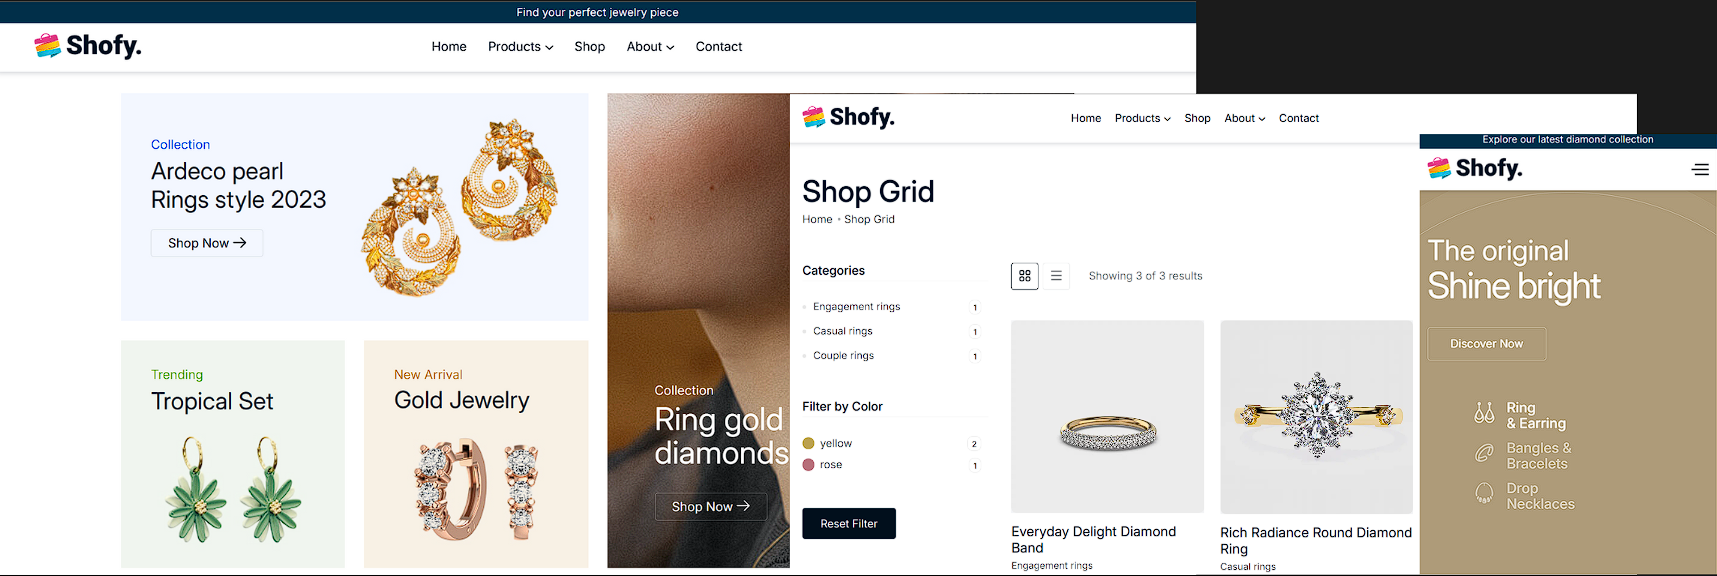 Find your perfect jewelry piece
Shofy.
Home
Products
Shop
About
Contact
Collection
Ardeco pearl
Rings style 2023
Shop Now
Trending
Tropical Set
New Arrival
Gold Jewelry
Collection
Ring gold
diamonds
Shop Now
Shofy.
Home
Products
Shop
About
Contact
Shop Grid
Home • Shop Grid
Categories
Engagement rings 1
Casual rings 1
Couple rings 1
Filter by Color
yellow 2
rose 1
Reset Filter
Showing 3 of 3 results
Everyday Delight Diamond
Band
Engagement rings
Rich Radiance Round Diamond
Ring
Casual rings
Explore our latest diamond collection
Shofy.
The original
Shine bright
Discover Now
Ring
& Earring
Bangles &
Bracelets
Drop
Necklaces